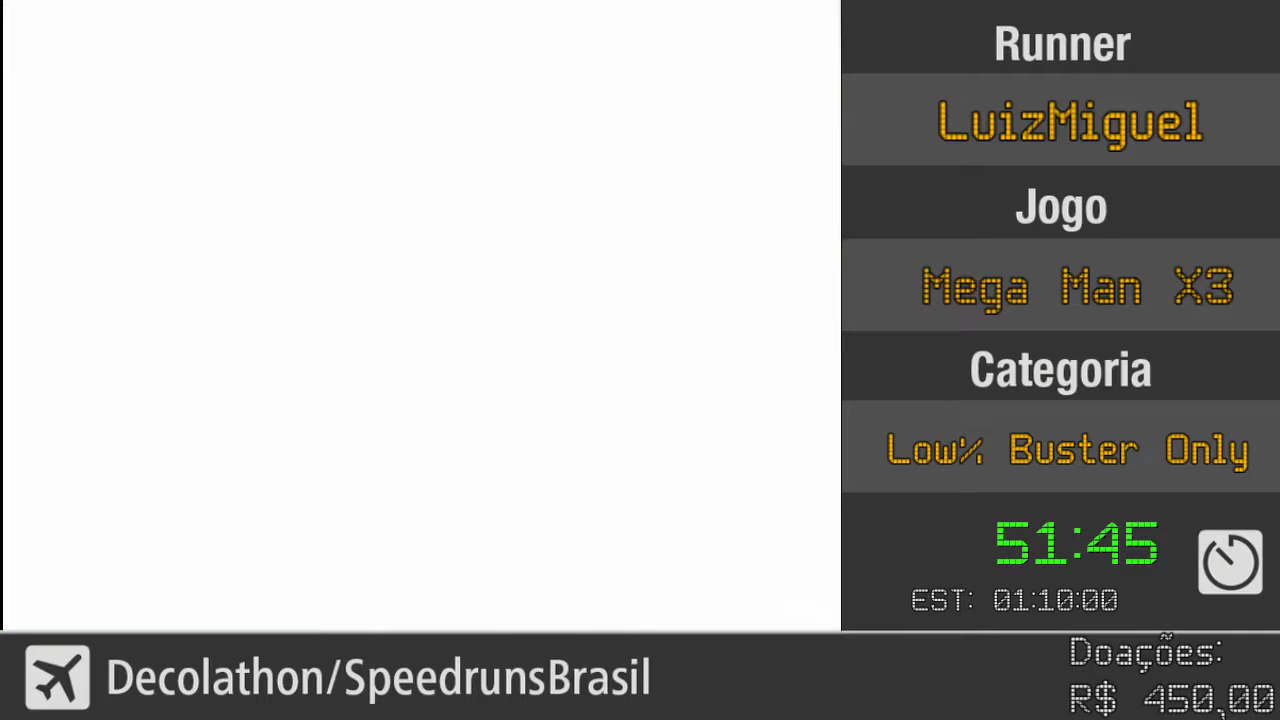 Runner
LuizMiguel
Jogo
Mega Man X3
Categoria
Low% Buster Only
51:45
EST: 01:10:00
Decolathon/SpeedrunsBrasil
Doações:
R$ 450,00